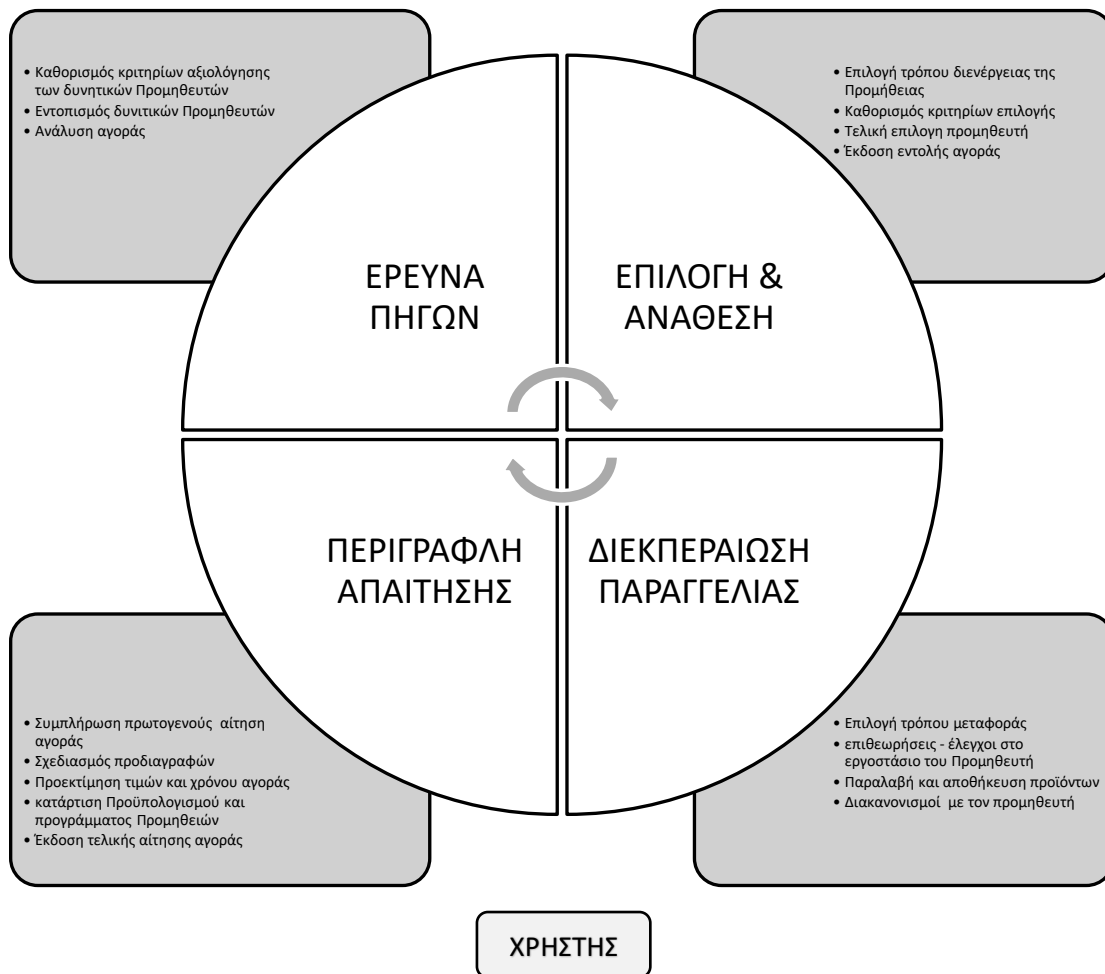 • Καθορισμός κριτηρίων αξιολόγησης
των δυνητικών Προμηθευτών
• Εντοπισμός δυνιτικών Προμηθευτών
• Ανάλυση αγοράς
• Επιλογή τρόπου διενέργειας της
Προμήθειας
• Καθορισμός κριτηρίων επιλογής
• Τελική επιλογη προμηθευτή
• Έκδοση εντολής αγοράς
ΕΡΕΥΝΑ
ΠΗΓΩΝ
ΕΠΙΛΟΓΗ &
ΑΝΑΘΕΣΗ
ΠΕΡΙΓΡΑΦΛΗ
ΑΠΑΙΤΗΣΗΣ
ΔΙΕΚΠΕΡΑΙΩΣΗ
ΠΑΡΑΓΓΕΛΙΑΣ
• Συμπλήρωση πρωτογενούς αίτηση
αγοράς
• Σχεδιασμός προδιαγραφών
• Προεκτίμηση τιμών και χρόνου αγοράς
• κατάρτιση Προϋπολογισμού και
προγράμματος Προμηθειών
• Έκδοση τελικής αίτησης αγοράς
• Επιλογή τρόπου μεταφοράς
• επιθεωρήσεις - έλεγχοι στο
εργοστάσιο του Προμηθευτή
• Παραλαβή και αποθήκευση προϊόντων
• Διακανονισμοί με τον προμηθευτή
ΧΡΗΣΤΗΣ